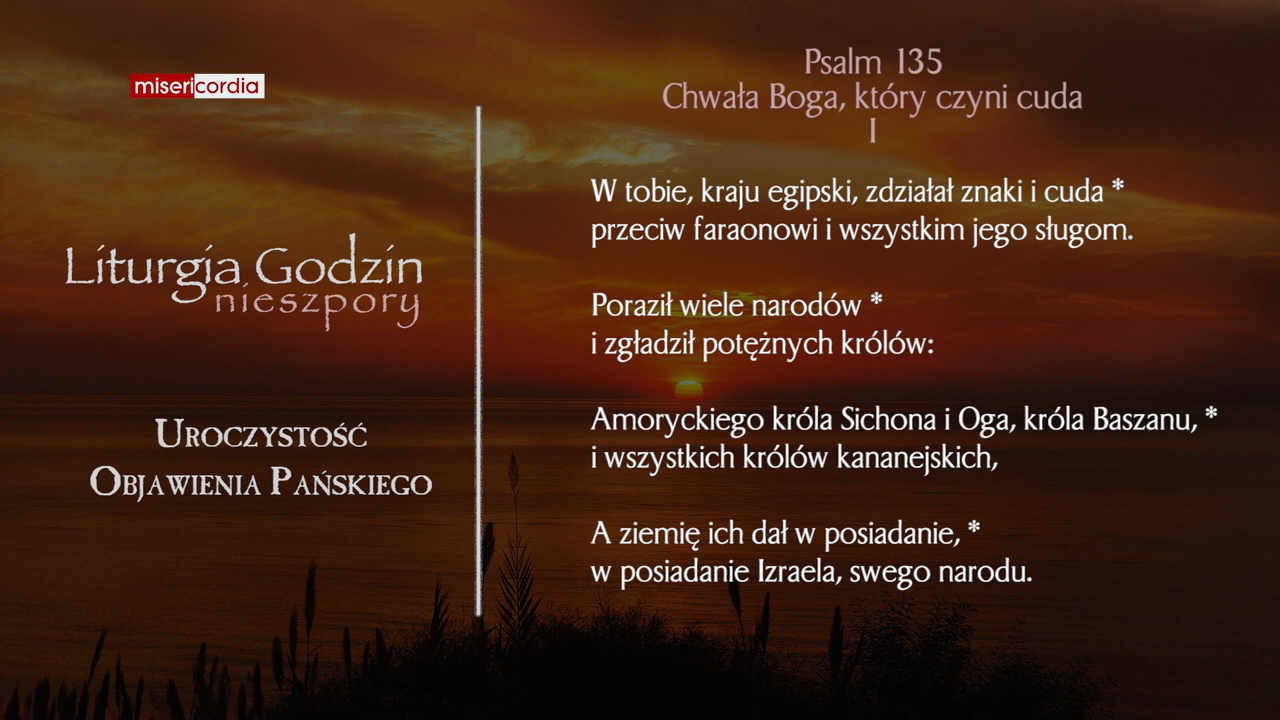 misericordia
Liturgia Godzin
nieszpory
Uroczystość
Objawienia Pańskiego
Psalm 135
Chwała Boga, który czyni cuda
I
W tobie, kraju egipski, zdziałał znaki i cuda *
przeciw faraonowi i wszystkim jego sługom.
Poraził wiele narodów *
i zgładził potężnych królów:
Amoryckiego króla Sichona i Oga, króla Baszanu, *
i wszystkich królów kananejskich,
A ziemię ich dał w posiadanie, *
w posiadanie Izraela, swego narodu.